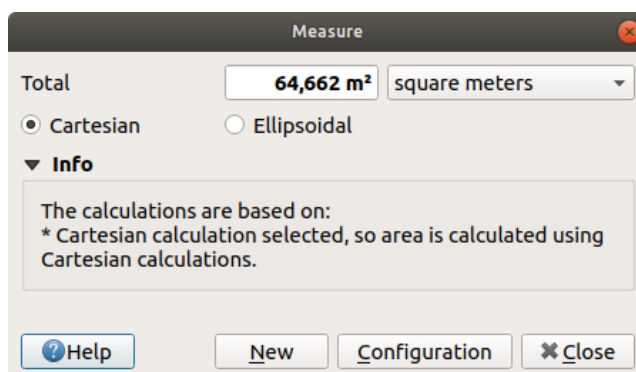 Measure
Total 64,662 m² square meters
Cartesian Ellipsoidal
Info
The calculations are based on:
* Cartesian calculation selected, so area is calculated using
Cartesian calculations.
Help New Configuration Close